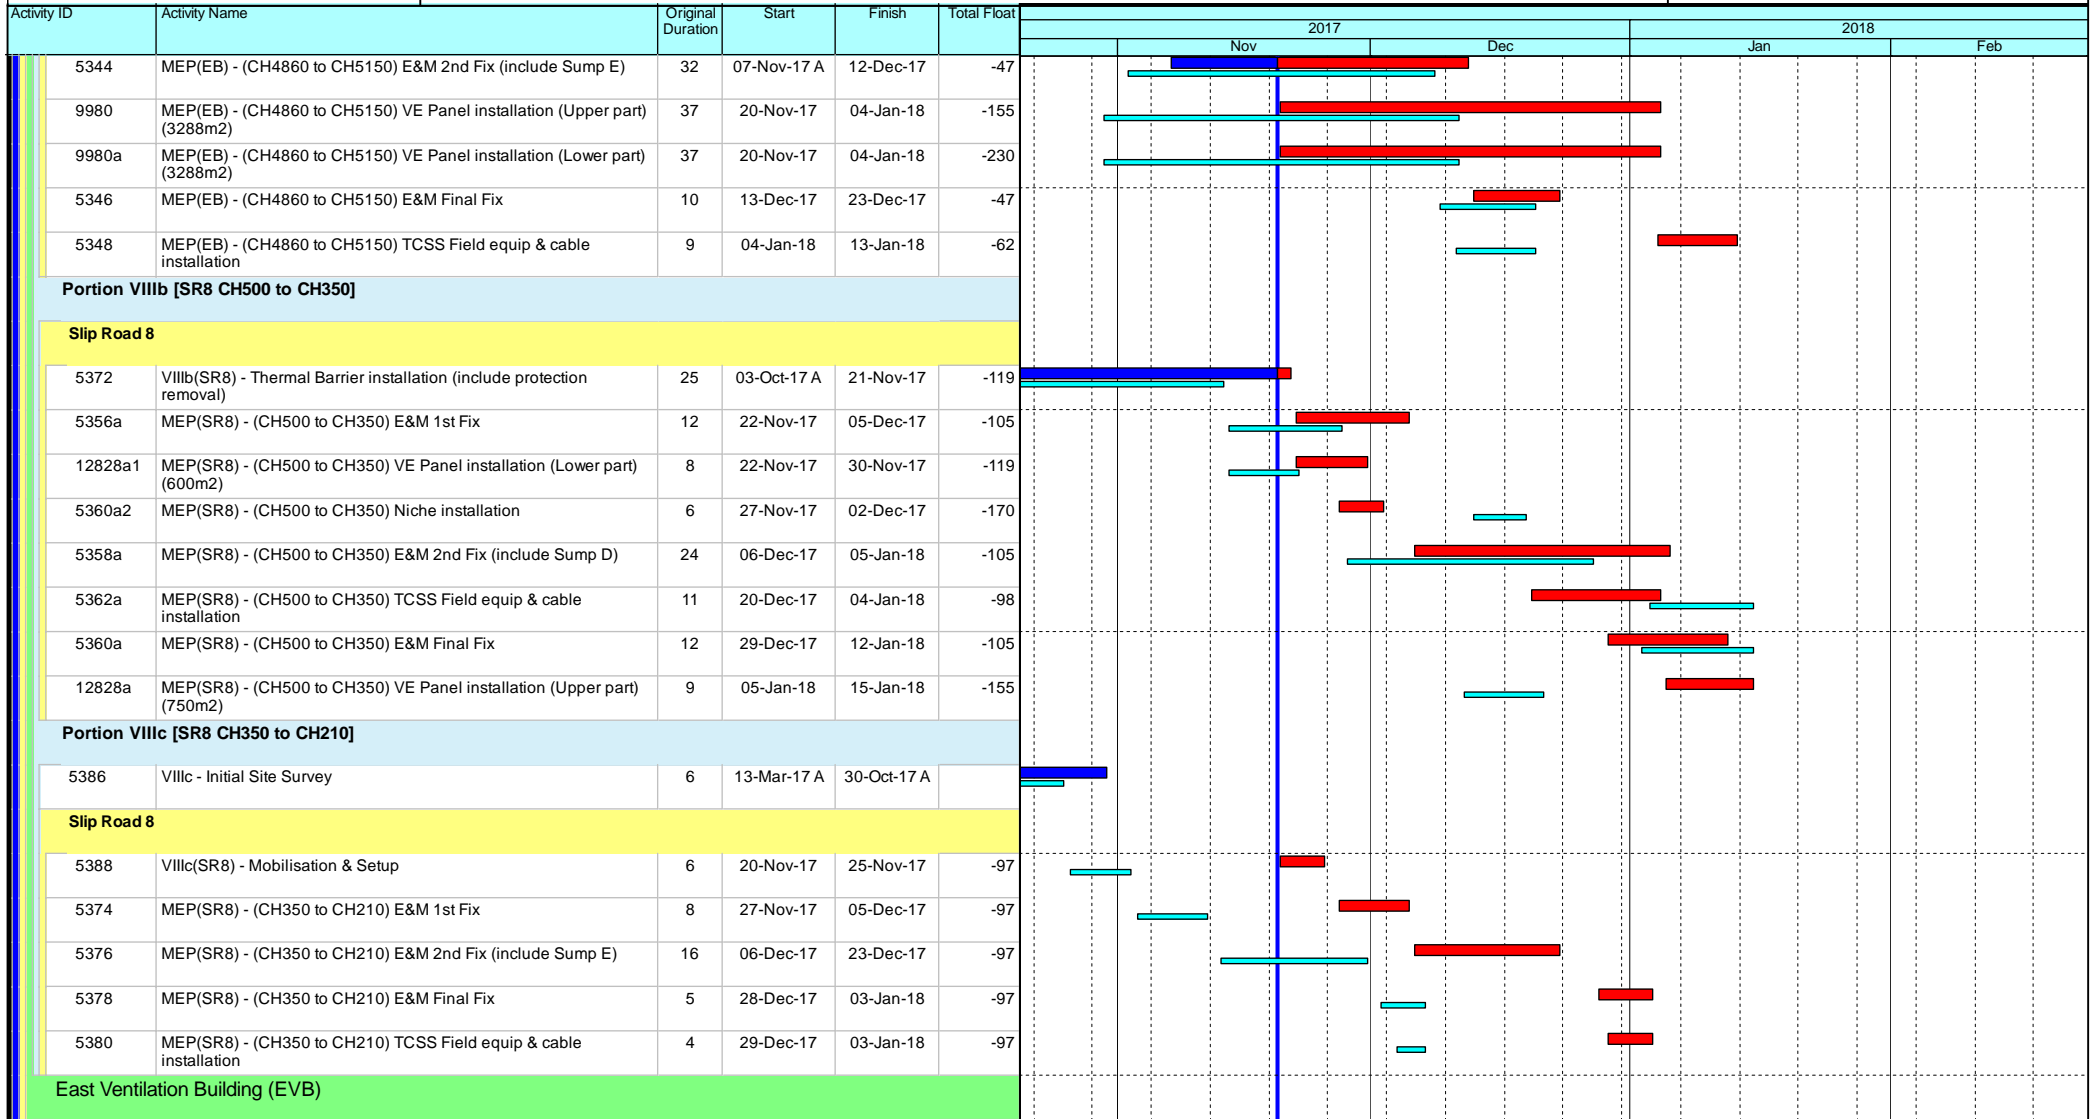 Activity ID Activity Name Original Start Finish Total Float
Duration
2017 2018
Nov Dec Jan Feb
5344 MEP(EB) - (CH4860 to CH5150) E&M 2nd Fix (include Sump E) 32 07-Nov-17 A 12-Dec-17 -47
9980 MEP(EB) - (CH4860 to CH5150) VE Panel installation (Upper part) 37 20-Nov-17 04-Jan-18 -155
(3288m2)
9980a MEP(EB) - (CH4860 to CH5150) VE Panel installation (Lower part) 37 20-Nov-17 04-Jan-18 -230
(3288m2)
5346 MEP(EB) - (CH4860 to CH5150) E&M Final Fix 10 13-Dec-17 23-Dec-17 -47
5348 MEP(EB) - (CH4860 to CH5150) TCSS Field equip & cable 9 04-Jan-18 13-Jan-18 -62
installation
Portion VIIIb [SR8 CH500 to CH350]
Slip Road 8
5372 VIIIb(SR8) - Thermal Barrier installation (include protection 25 03-Oct-17 A 21-Nov-17 -119
removal)
5356a MEP(SR8) - (CH500 to CH350) E&M 1st Fix 12 22-Nov-17 05-Dec-17 -105
12828a1 MEP(SR8) - (CH500 to CH350) VE Panel installation (Lower part) 8 22-Nov-17 30-Nov-17 -119
(600m2)
5360a2 MEP(SR8) - (CH500 to CH350) Niche installation 6 27-Nov-17 02-Dec-17 -170
5358a MEP(SR8) - (CH500 to CH350) E&M 2nd Fix (include Sump D) 24 06-Dec-17 05-Jan-18 -105
5362a MEP(SR8) - (CH500 to CH350) TCSS Field equip & cable 11 20-Dec-17 04-Jan-18 -98
installation
5360a MEP(SR8) - (CH500 to CH350) E&M Final Fix 12 29-Dec-17 12-Jan-18 -105
12828a MEP(SR8) - (CH500 to CH350) VE Panel installation (Upper part) 9 05-Jan-18 15-Jan-18 -155
(750m2)
Portion VIIIc [SR8 CH350 to CH210]
5386 VIIIc - Initial Site Survey 6 13-Mar-17 A 30-Oct-17 A
Slip Road 8
5388 VIIIc(SR8) - Mobilisation & Setup 6 20-Nov-17 25-Nov-17 -97
5374 MEP(SR8) - (CH350 to CH210) E&M 1st Fix 8 27-Nov-17 05-Dec-17 -97
5376 MEP(SR8) - (CH350 to CH210) E&M 2nd Fix (include Sump E) 16 06-Dec-17 23-Dec-17 -97
5378 MEP(SR8) - (CH350 to CH210) E&M Final Fix 5 28-Dec-17 03-Jan-18 -97
5380 MEP(SR8) - (CH350 to CH210) TCSS Field equip & cable 4 29-Dec-17 03-Jan-18 -97
installation
East Ventilation Building (EVB)